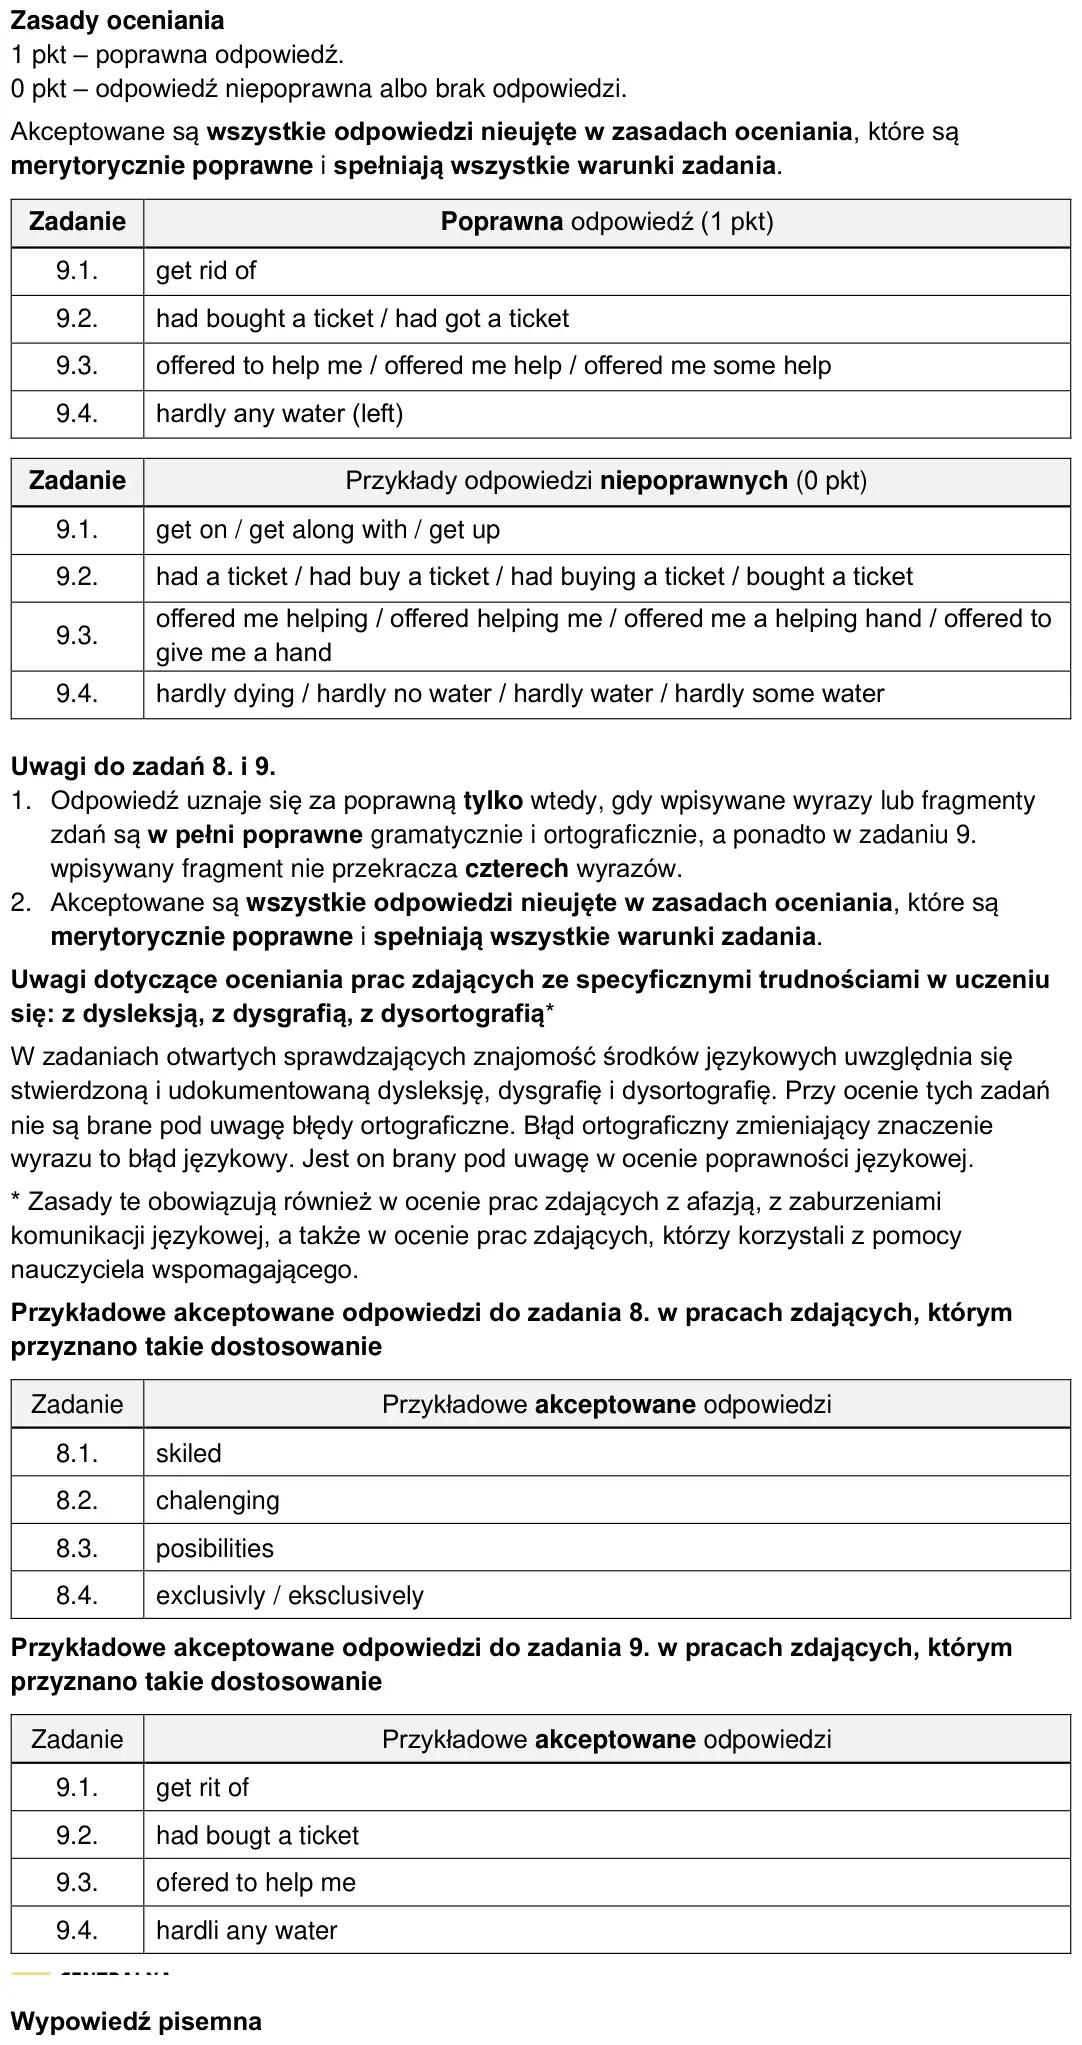 Zasady oceniania
1 pkt – poprawna odpowiedź.
0 pkt – odpowiedź niepoprawna albo brak odpowiedzi.
Akceptowane są wszystkie odpowiedzi nieujęte w zasadach oceniania, które są
merytorycznie poprawne i spełniają wszystkie warunki zadania.
Zadanie Poprawna odpowiedź (1 pkt)
9.1. get rid of
9.2. had bought a ticket / had got a ticket
9.3. offered to help me / offered me help / offered me some help
9.4. hardly any water (left)
Zadanie Przykłady odpowiedzi niepoprawnych (0 pkt)
9.1. get on / get along with / get up
9.2. had a ticket / had buy a ticket / had buying a ticket / bought a ticket
9.3. offered me helping / offered helping me / offered me a helping hand / offered to
give me a hand
9.4. hardly dying / hardly no water / hardly water / hardly some water
Uwagi do zadań 8. i 9.
1. Odpowiedź uznaje się za poprawną tylko wtedy, gdy wpisywane wyrazy lub fragmenty
zdań są w pełni poprawne gramatycznie i ortograficznie, a ponadto w zadaniu 9.
wpisywany fragment nie przekracza czterech wyrazów.
2. Akceptowane są wszystkie odpowiedzi nieujęte w zasadach oceniania, które są
merytorycznie poprawne i spełniają wszystkie warunki zadania.
Uwagi dotyczące oceniania prac zdających ze specyficznymi trudnościami w uczeniu
się: z dysleksją, z dysgrafią, z dysortografią*
W zadaniach otwartych sprawdzających znajomość środków językowych uwzględnia się
stwierdzoną i udokumentowaną dysleksję, dysgrafię i dysortografię. Przy ocenie tych zadań
nie są brane pod uwagę błędy ortograficzne. Błąd ortograficzny zmieniający znaczenie
wyrazu to błąd językowy. Jest on brany pod uwagę w ocenie poprawności językowej.
* Zasady te obowiązują również w ocenie prac zdających z afazją, z zaburzeniami
komunikacji językowej, a także w ocenie prac zdających, którzy korzystali z pomocy
nauczyciela wspomagającego.
Przykładowe akceptowane odpowiedzi do zadania 8. w pracach zdających, którym
przyznano takie dostosowanie
Zadanie Przykładowe akceptowane odpowiedzi
8.1. skiled
8.2. chalenging
8.3. posibilities
8.4. exclusivly / eksclusively
Przykładowe akceptowane odpowiedzi do zadania 9. w pracach zdających, którym
przyznano takie dostosowanie
Zadanie Przykładowe akceptowane odpowiedzi
9.1. get rit of
9.2. had bougt a ticket
9.3. ofered to help me
9.4. hardli any water
Wypowiedź pisemna